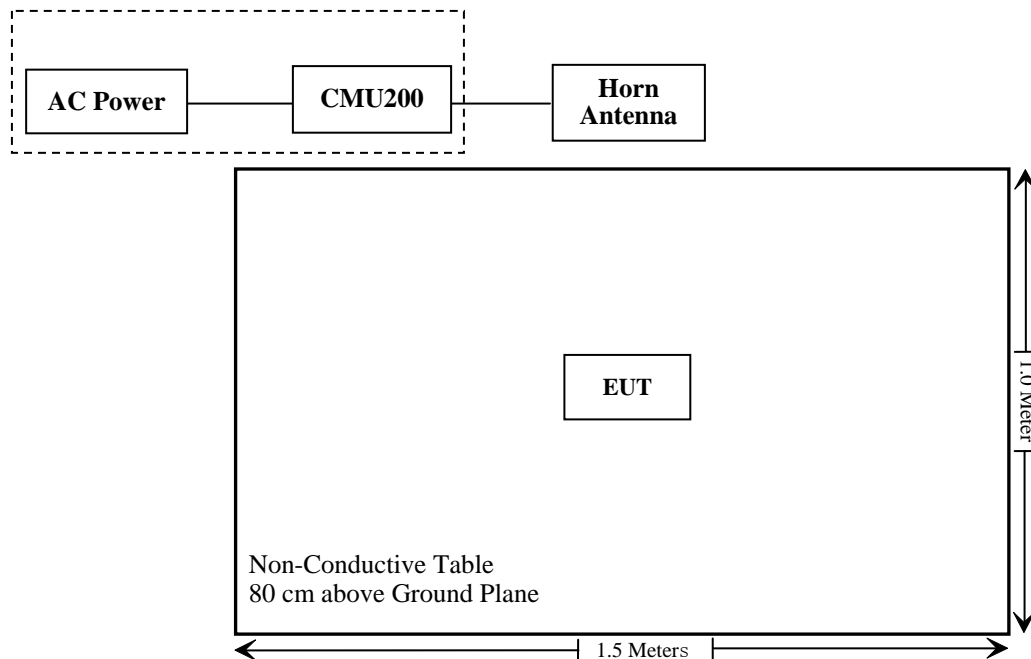 AC Power
CMU200
Horn
Antenna
EUT
1.0 Meter
Non-Conductive Table
80 cm above Ground Plane
1.5 Meters